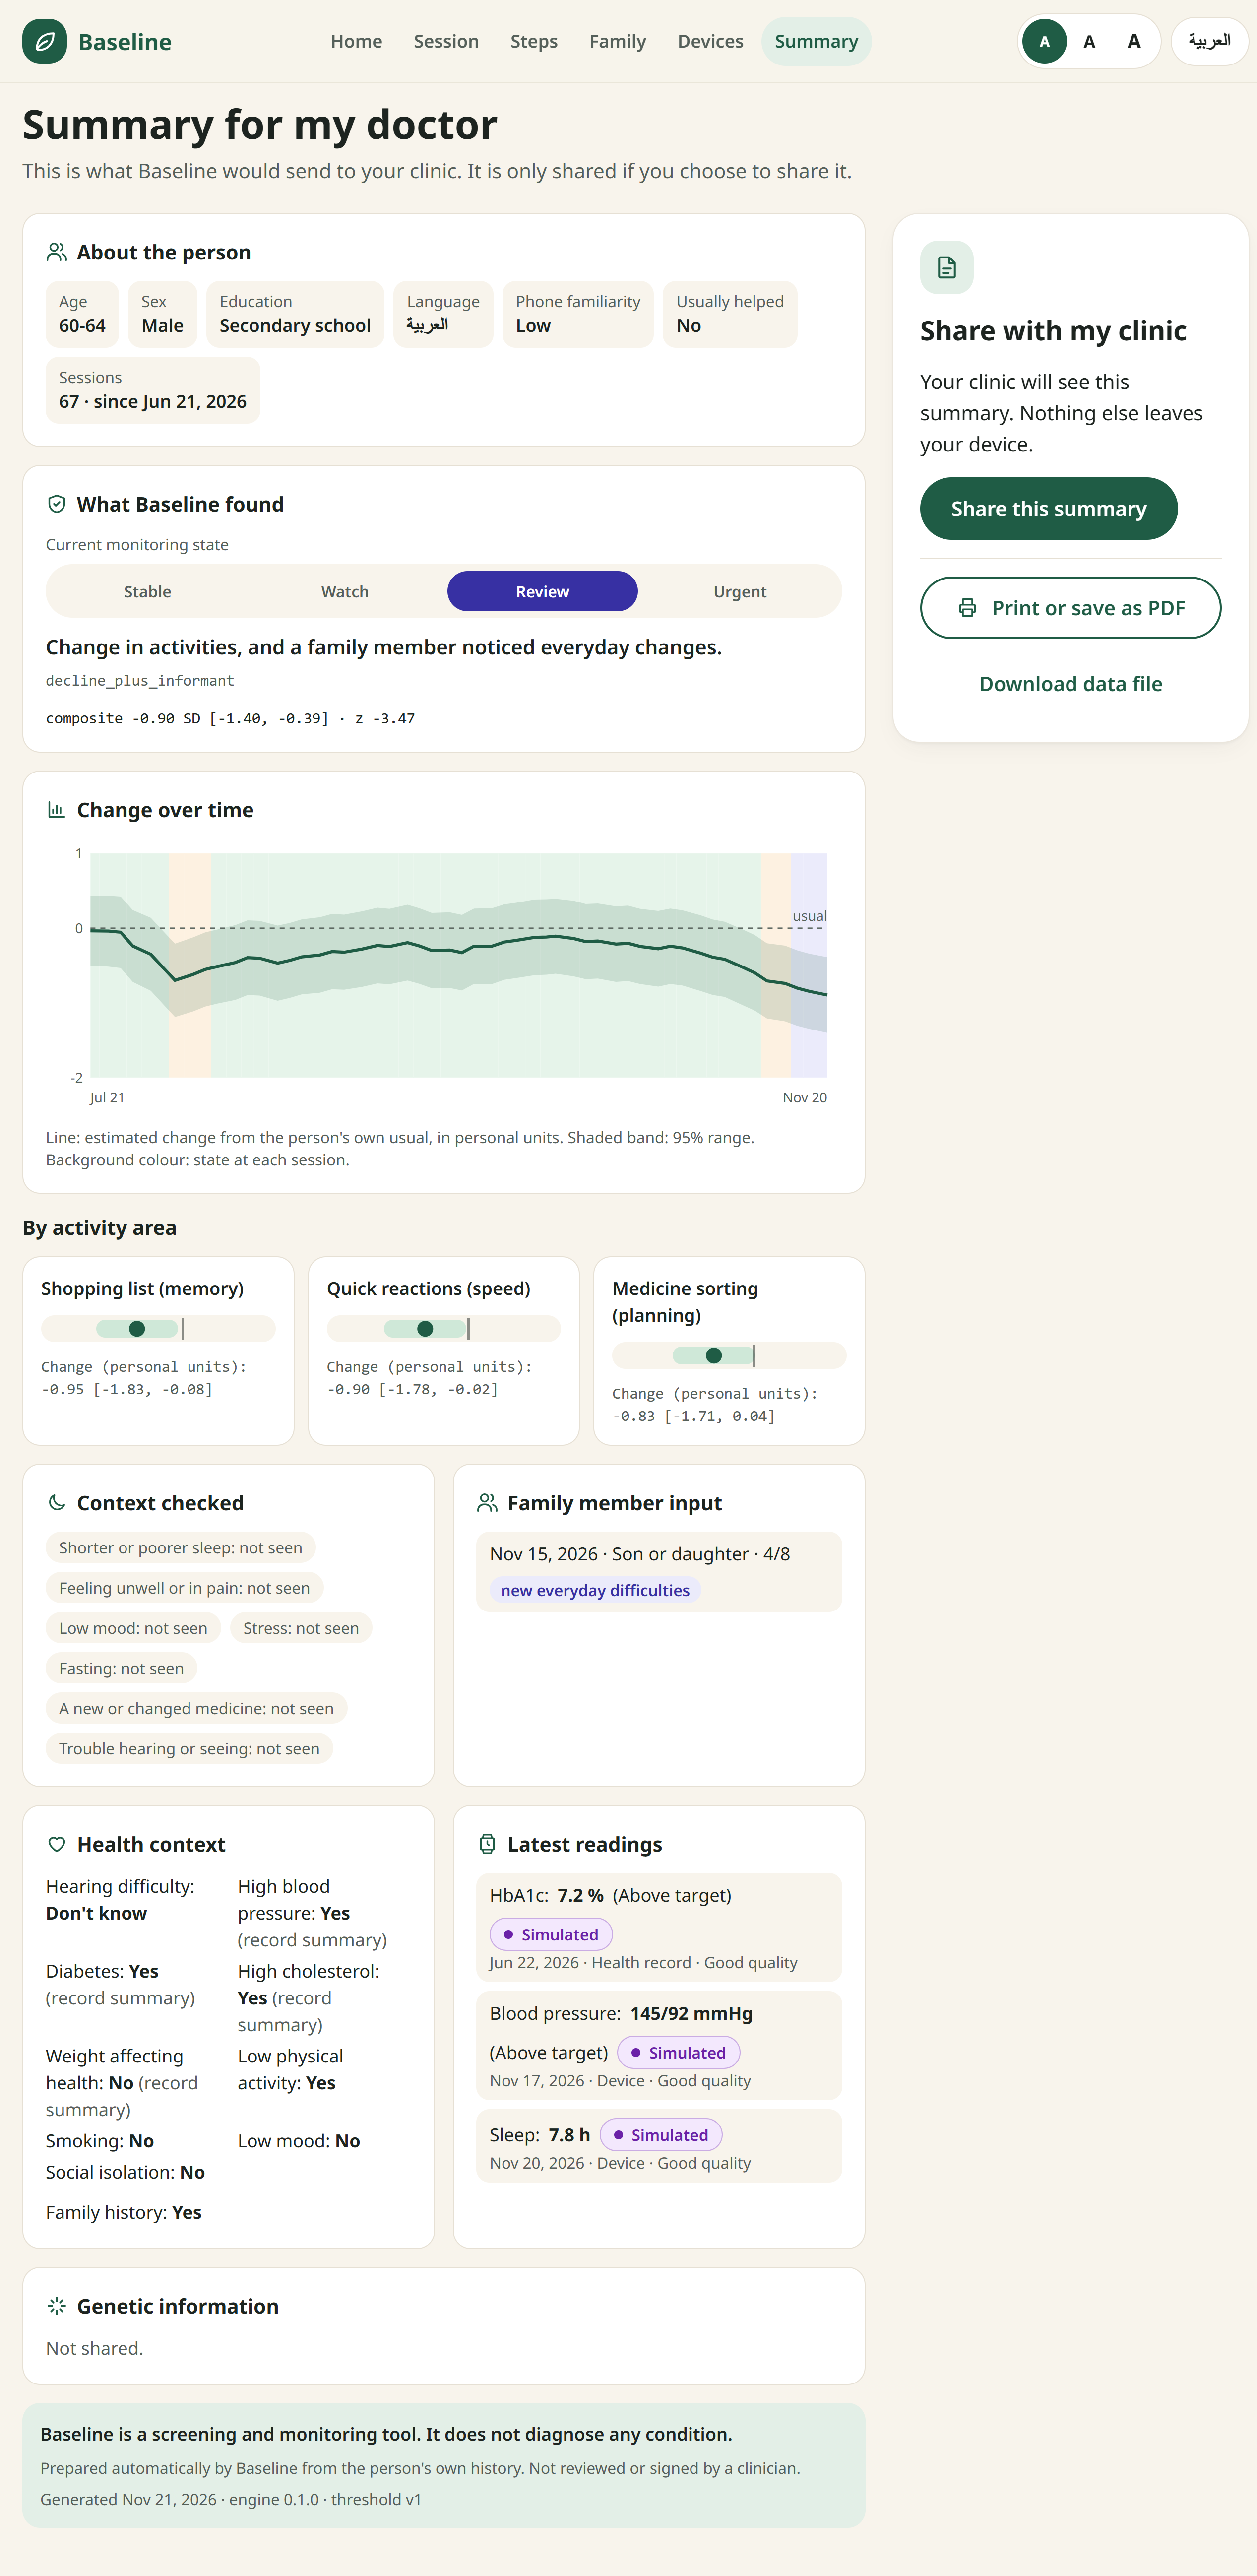 Baseline
Home
Session
Steps
Family
Devices
Summary
A
A
A
العربية
Summary for my doctor
This is what Baseline would send to your clinic. It is only shared if you choose to share it.
About the person
Age
60-64
Sex
Male
Education
Secondary school
Language
العربية
Phone familiarity
Low
Usually helped
No
Sessions
67 · since Jun 21, 2026
What Baseline found
Current monitoring state
Stable
Watch
Review
Urgent
Change in activities, and a family member noticed everyday changes.
decline_plus_informant
composite -0.90 SD [-1.40, -0.39] · z -3.47
Change over time
1
usual
0
-2
Jul 21
Nov 20
Line: estimated change from the person's own usual, in personal units. Shaded band: 95% range.
Background colour: state at each session.
By activity area
Shopping list (memory)
Change (personal units):
-0.95 [-1.83, -0.08]
Quick reactions (speed)
Change (personal units):
-0.90 [-1.78, -0.02]
Medicine sorting
(planning)
Change (personal units):
-0.83 [-1.71, 0.04]
Context checked
Shorter or poorer sleep: not seen
Feeling unwell or in pain: not seen
Low mood: not seen
Stress: not seen
Fasting: not seen
A new or changed medicine: not seen
Trouble hearing or seeing: not seen
Family member input
Nov 15, 2026 · Son or daughter · 4/8
new everyday difficulties
Health context
Hearing difficulty:
Don't know
High blood
pressure: Yes
(record summary)
Diabetes: Yes
(record summary)
High cholesterol:
Yes (record
summary)
Weight affecting
health: No (record
summary)
Low physical
activity: Yes
Smoking: No
Low mood: No
Social isolation: No
Family history: Yes
Latest readings
HbA1c: 7.2 % (Above target)
Simulated
Jun 22, 2026 · Health record · Good quality
Blood pressure: 145/92 mmHg
(Above target) Simulated
Nov 17, 2026 · Device · Good quality
Sleep: 7.8 h Simulated
Nov 20, 2026 · Device · Good quality
Genetic information
Not shared.
Baseline is a screening and monitoring tool. It does not diagnose any condition.
Prepared automatically by Baseline from the person's own history. Not reviewed or signed by a clinician.
Generated Nov 21, 2026 · engine 0.1.0 · threshold v1
Share with my clinic
Your clinic will see this
summary. Nothing else leaves
your device.
Share this summary
Print or save as PDF
Download data file